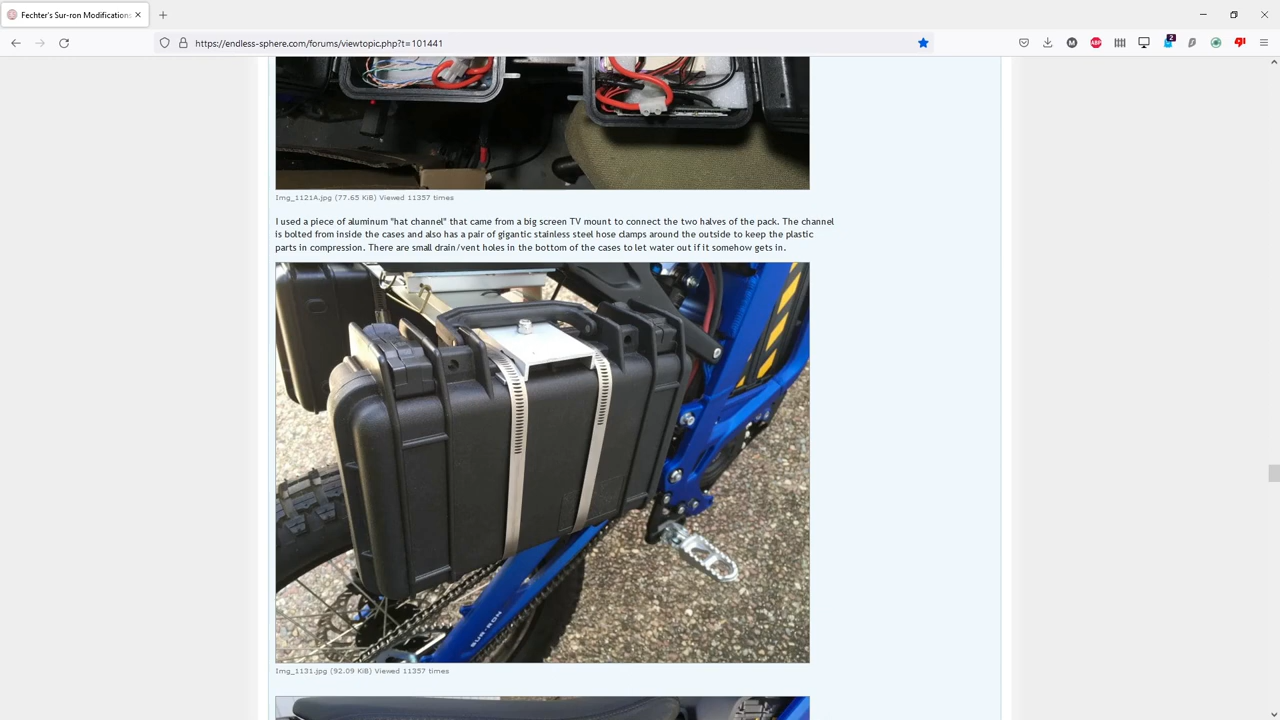 Fechter's Sur-ron Modifications
https://endless-sphere.com/forums/viewtopic.php?t=101441
2
Img_1121A.jpg (77.65 KiB) Viewed 11357 times
I used a piece of aluminum "hat channel" that came from a big screen TV mount to connect the two halves of the pack. The channel
is bolted from inside the cases and also has a pair of gigantic stainless steel hose clamps around the outside to keep the plastic
parts in compression. There are small drain/vent holes in the bottom of the cases to let water out if it somehow gets in.
SUR-RON
Img_1131.jpg (92.09 KiB) Viewed 11357 times